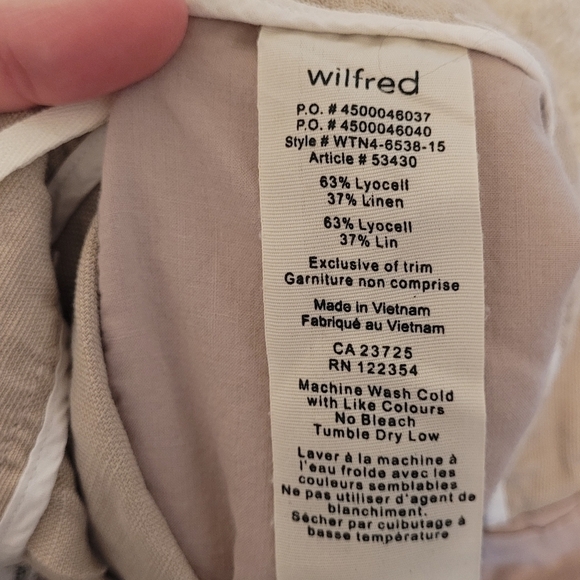 wilfred
P.O. # 4500046037
P.O. # 4500046040
Style # WTN4-6538-15
Article # 53430
63% Lyocell
37% Linen
63% Lyocell
37% Lin
Exclusive of trim
Garniture non comprise
Made in Vietnam
Fabriqué au Vietnam
CA 23725
RN 122354
Machine Wash Cold
with Like Colours
No Bleach
Tumble Dry Low
Laver à la machine à
l'eau froide avec les
couleurs semblables
Ne pas utiliser d'agent de
blanchiment.
Sécher par culbutage à
basse température